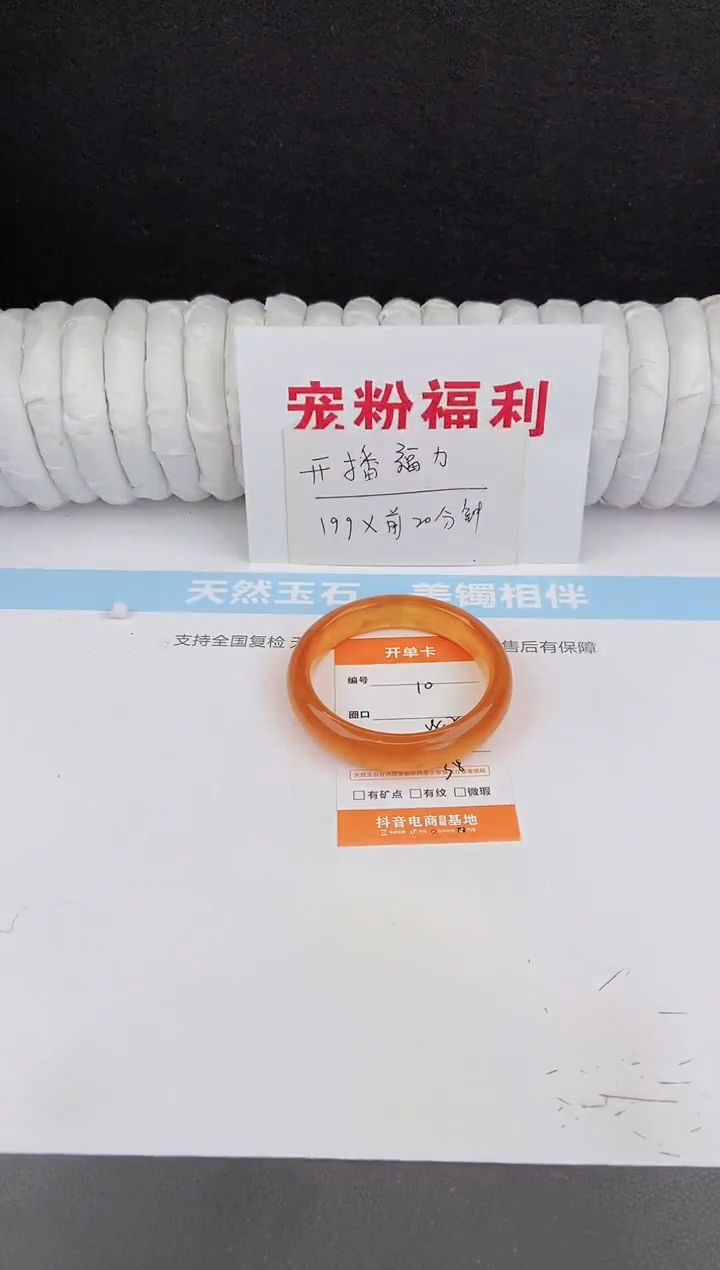 宠粉福利
开播福力
199X前20分钟
天然玉石 美镯相伴
支持全国复检 天 售后有保障
开单卡
编号 10
圈口
58
有矿点 有纹 微瑕
抖音电商 基地